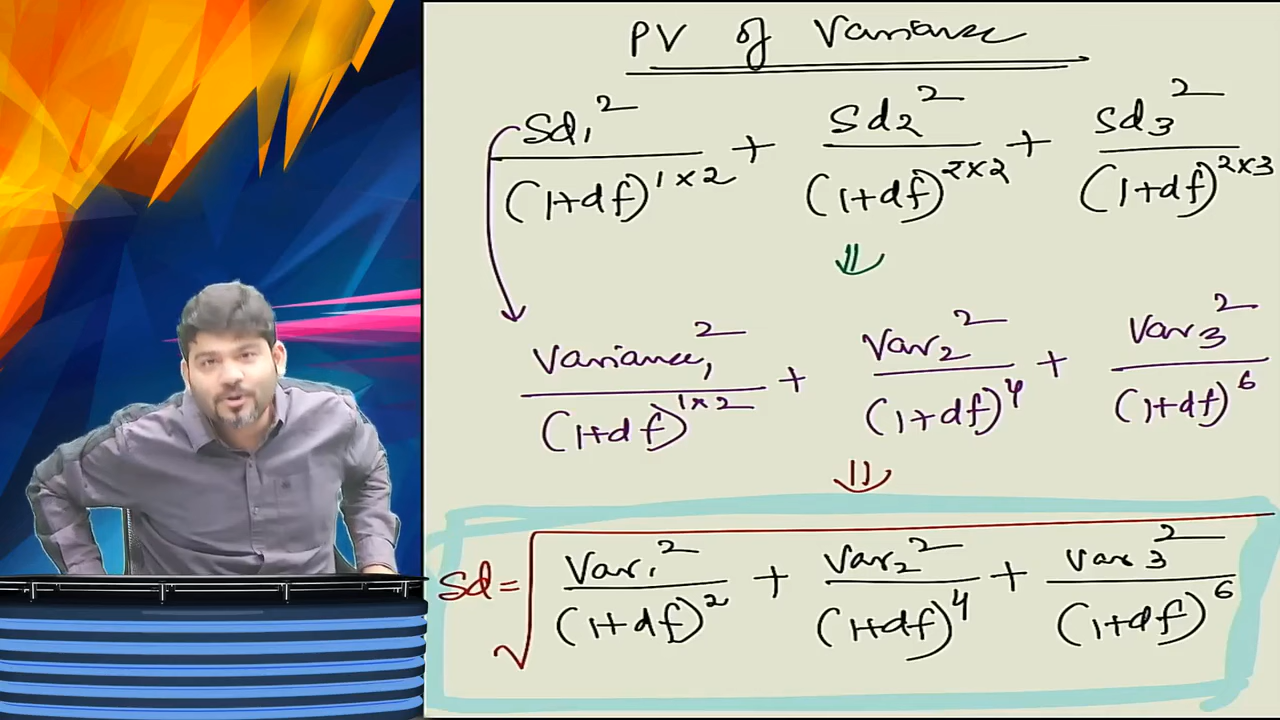 PV of Variance
Sd₁² / (1+df)^1×2 + Sd2² / (1+df)^2×2 + Sd3² / (1+df)^2×3
⇓
Variance₁² / (1+df)^1×2 + Var2² / (1+df)^4 + Var3² / (1+df)^6
⇓
Sd = √( Var₁² / (1+df)² + Var2² / (1+df)^4 + Var3² / (1+df)^6 )